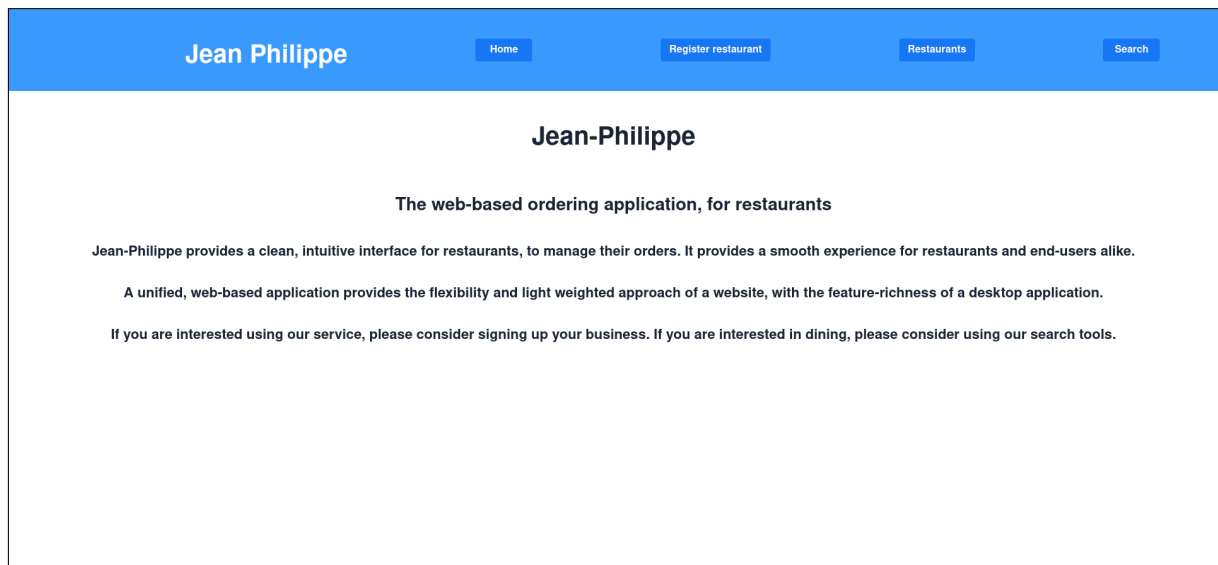 Jean Philippe
Home
Register restaurant
Restaurants
Search
Jean-Philippe
The web-based ordering application, for restaurants
Jean-Philippe provides a clean, intuitive interface for restaurants, to manage their orders. It provides a smooth experience for restaurants and end-users alike.
A unified, web-based application provides the flexibility and light weighted approach of a website, with the feature-richness of a desktop application.
If you are interested using our service, please consider signing up your business. If you are interested in dining, please consider using our search tools.